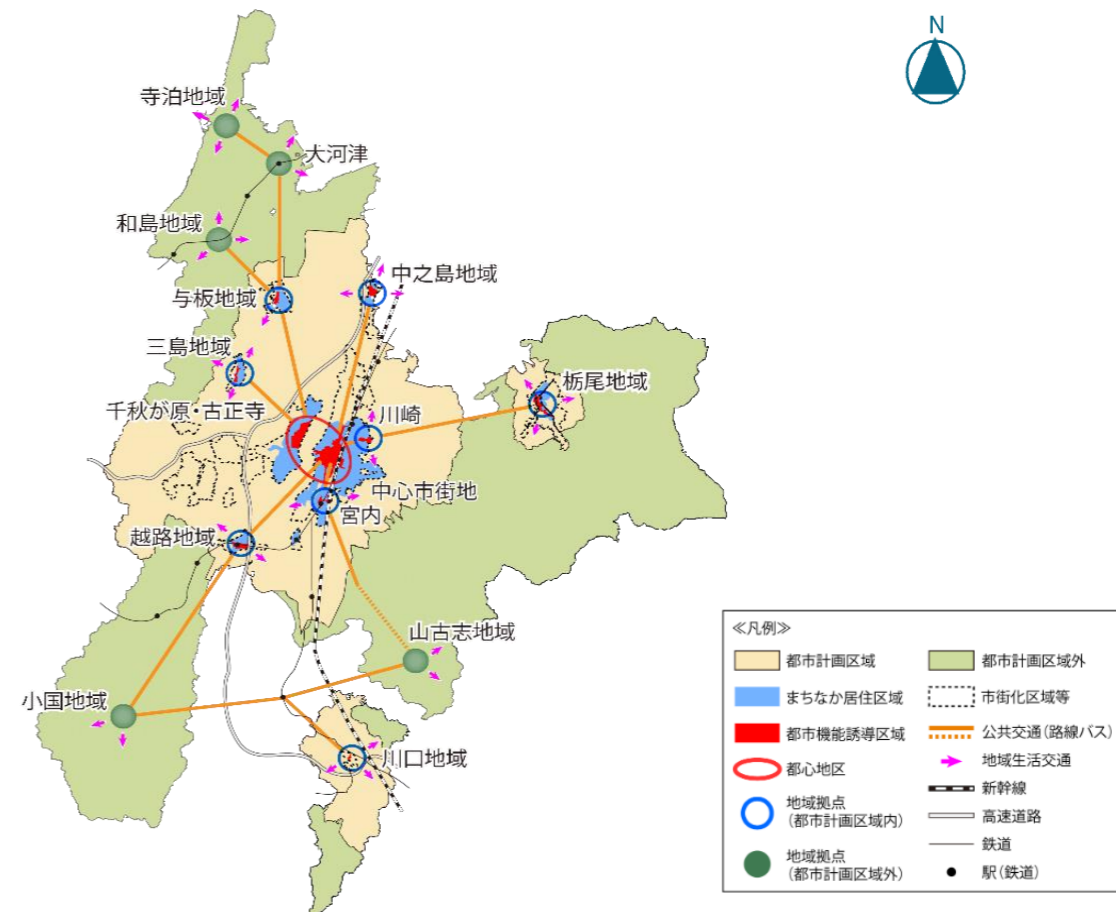 N
寺泊地域
大河津
和島地域
中之島地域
与板地域
三島地域
栃尾地域
千秋が原・古正寺
川崎
中心市街地
宮内
越路地域
山古志地域
小国地域
川口地域
≪凡例≫
都市計画区域
都市計画区域外
まちなか居住区域
市街化区域等
都市機能誘導区域
公共交通(路線バス)
都心地区
地域生活交通
新幹線
地域拠点
(都市計画区域内)
高速道路
鉄道
地域拠点
(都市計画区域外)
駅(鉄道)